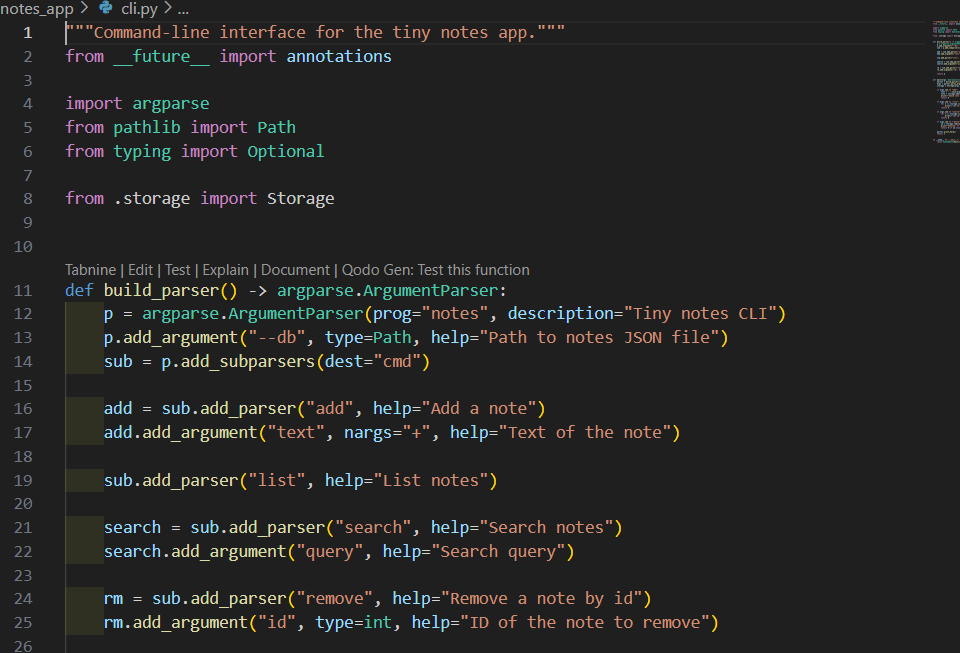 notes_app > cli.py > ...
1 """Command-line interface for the tiny notes app."""
2 from __future__ import annotations
3
4 import argparse
5 from pathlib import Path
6 from typing import Optional
7
8 from .storage import Storage
9
10
Tabnine | Edit | Test | Explain | Document | Qodo Gen: Test this function
11 def build_parser() -> argparse.ArgumentParser:
12     p = argparse.ArgumentParser(prog="notes", description="Tiny notes CLI")
13     p.add_argument("--db", type=Path, help="Path to notes JSON file")
14     sub = p.add_subparsers(dest="cmd")
15
16     add = sub.add_parser("add", help="Add a note")
17     add.add_argument("text", nargs="+", help="Text of the note")
18
19     sub.add_parser("list", help="List notes")
20
21     search = sub.add_parser("search", help="Search notes")
22     search.add_argument("query", help="Search query")
23
24     rm = sub.add_parser("remove", help="Remove a note by id")
25     rm.add_argument("id", type=int, help="ID of the note to remove")
26